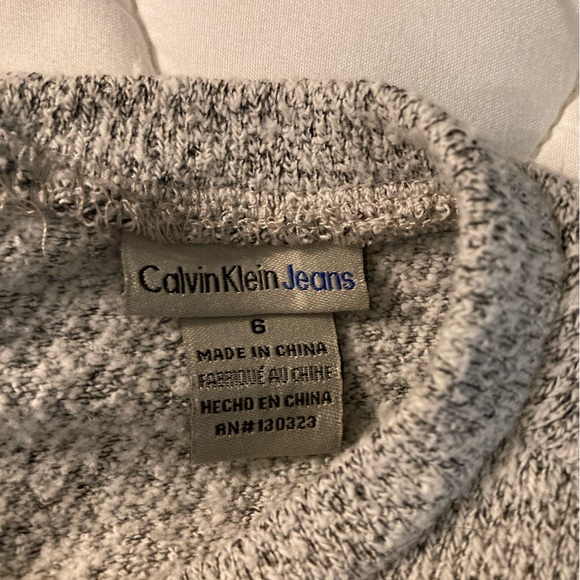 Calvin Klein Jeans
6
MADE IN CHINA
FABRIQUÉ AU CHINE
HECHO EN CHINA
RN#130323